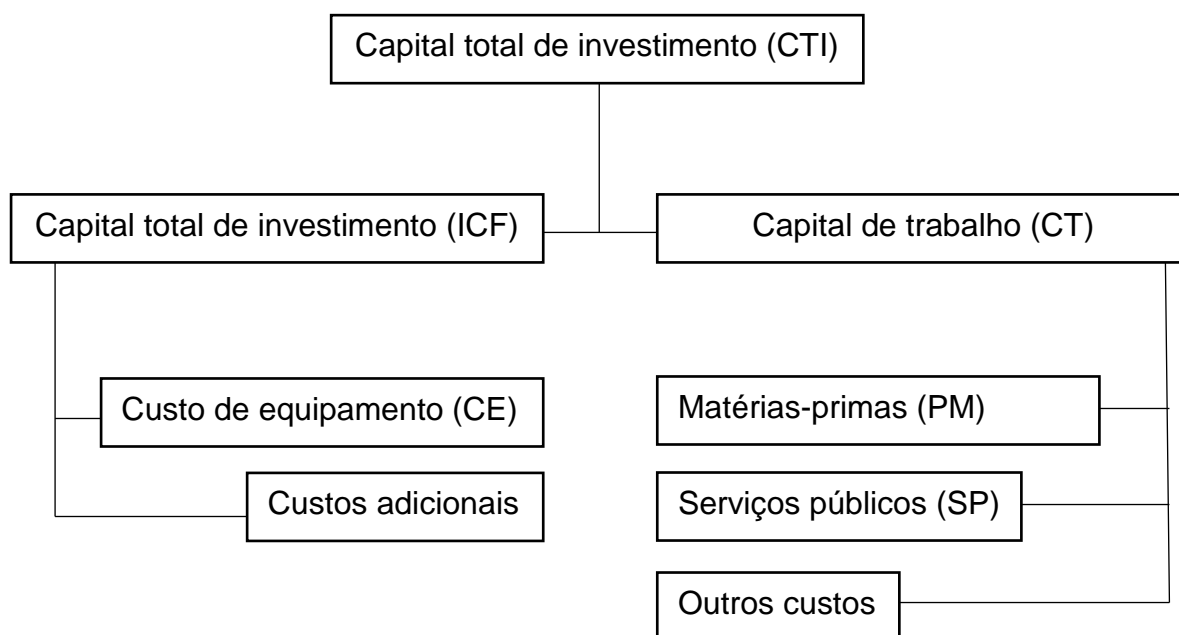 Capital total de investimento (CTI)
Capital total de investimento (ICF)
Capital de trabalho (CT)
Custo de equipamento (CE)
Matérias-primas (PM)
Custos adicionais
Serviços públicos (SP)
Outros custos